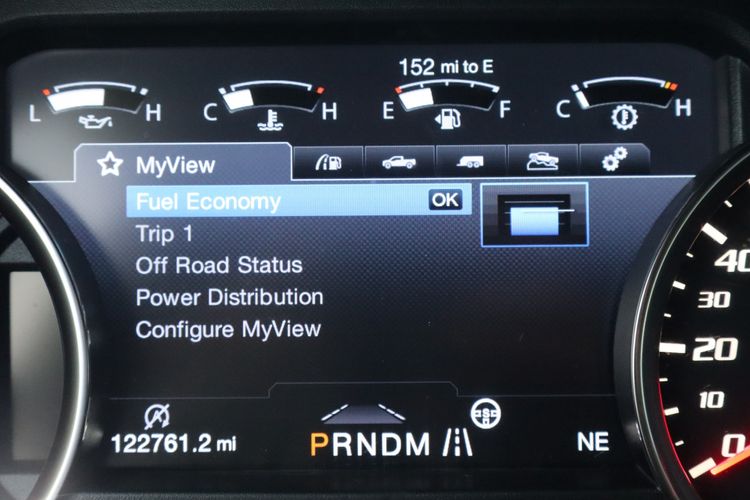 152 mi to E
L H C H E F C H
MyView
Fuel Economy OK
Trip 1
Off Road Status
Power Distribution
Configure MyView
40
30
20
10
0
A S
122761.2 mi PRNDM NE